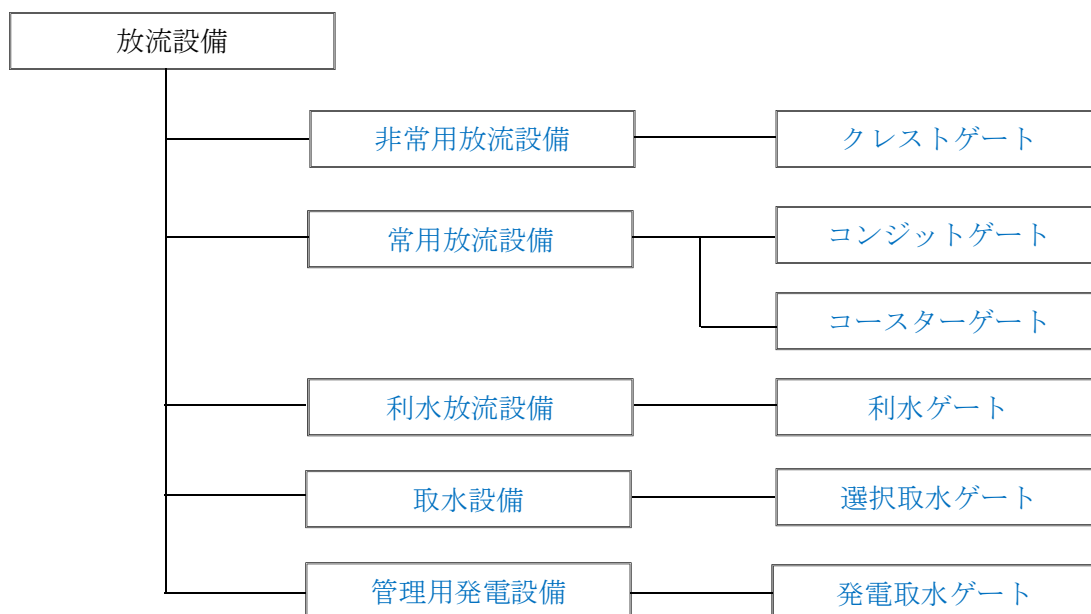 放流設備
非常用放流設備
クレストゲート
常用放流設備
コンジットゲート
コースターゲート
利水放流設備
利水ゲート
取水設備
選択取水ゲート
管理用発電設備
発電取水ゲート